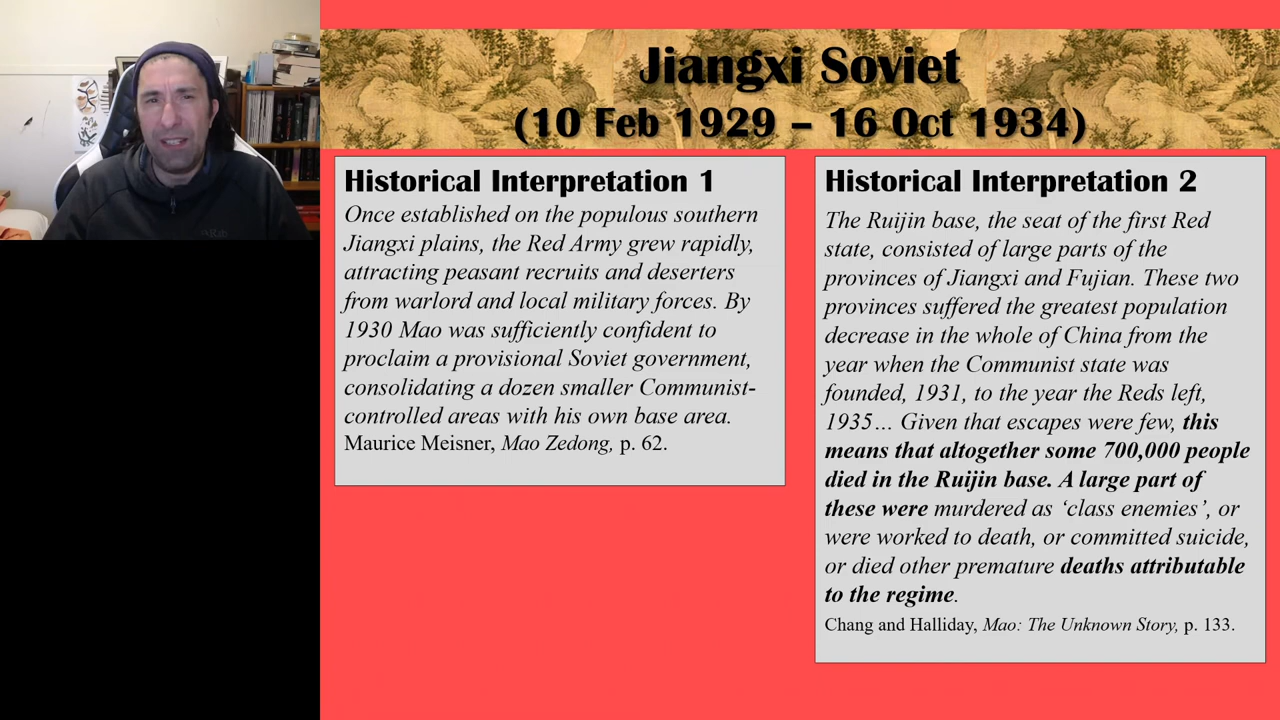 Jiangxi Soviet
(10 Feb 1929 – 16 Oct 1934)
Historical Interpretation 1
Once established on the populous southern
Jiangxi plains, the Red Army grew rapidly,
attracting peasant recruits and deserters
from warlord and local military forces. By
1930 Mao was sufficiently confident to
proclaim a provisional Soviet government,
consolidating a dozen smaller Communist-
controlled areas with his own base area.
Maurice Meisner, Mao Zedong, p. 62.
Historical Interpretation 2
The Ruijin base, the seat of the first Red
state, consisted of large parts of the
provinces of Jiangxi and Fujian. These two
provinces suffered the greatest population
decrease in the whole of China from the
year when the Communist state was
founded, 1931, to the year the Reds left,
1935… Given that escapes were few, this
means that altogether some 700,000 people
died in the Ruijin base. A large part of
these were murdered as ‘class enemies’, or
were worked to death, or committed suicide,
or died other premature deaths attributable
to the regime.
Chang and Halliday, Mao: The Unknown Story, p. 133.